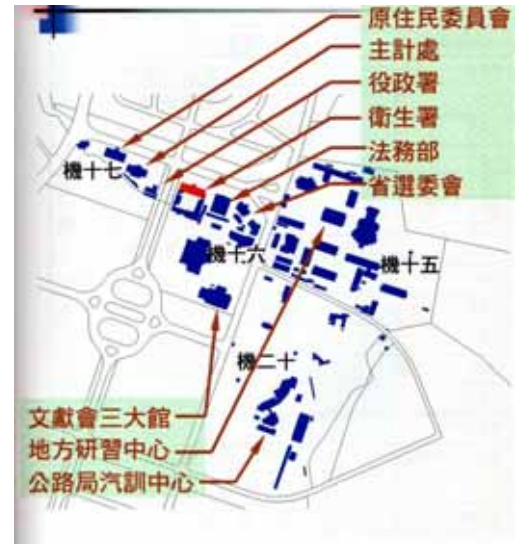 原住民委員會
主計處
役政署
衛生署
法務部
省選委會
機十七
機十六
機十五
機十二
文獻會三大館
地方研習中心
公路局汽訓中心